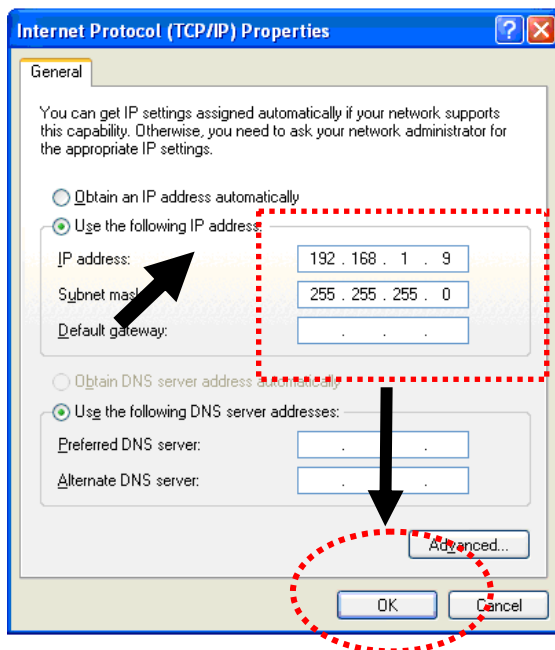 Internet Protocol (TCP/IP) Properties
General
You can get IP settings assigned automatically if your network supports
this capability. Otherwise, you need to ask your network administrator for
the appropriate IP settings.
Obtain an IP address automatically
Use the following IP address:
IP address: 192 . 168 . 1 . 9
Subnet mask: 255 . 255 . 255 . 0
Default gateway: . . .
Obtain DNS server address automatically
Use the following DNS server addresses:
Preferred DNS server: . . .
Alternate DNS server: . . .
Advanced...
OK Cancel